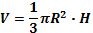 V = 1/3 πR² · H